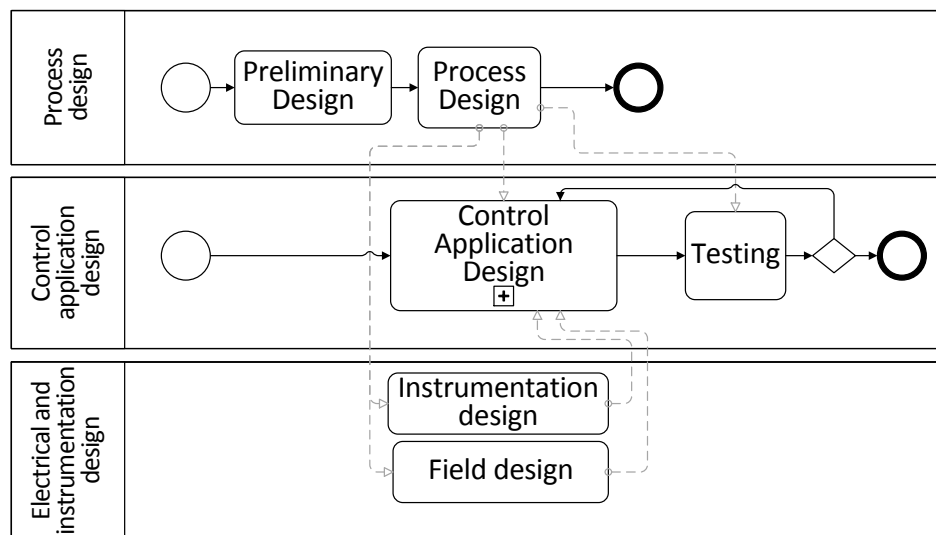 Process
design
Preliminary
Design
Process
Design
Control
application
design
Control
Application
Design
Testing
Electrical and
instrumentation
design
Instrumentation
design
Field design